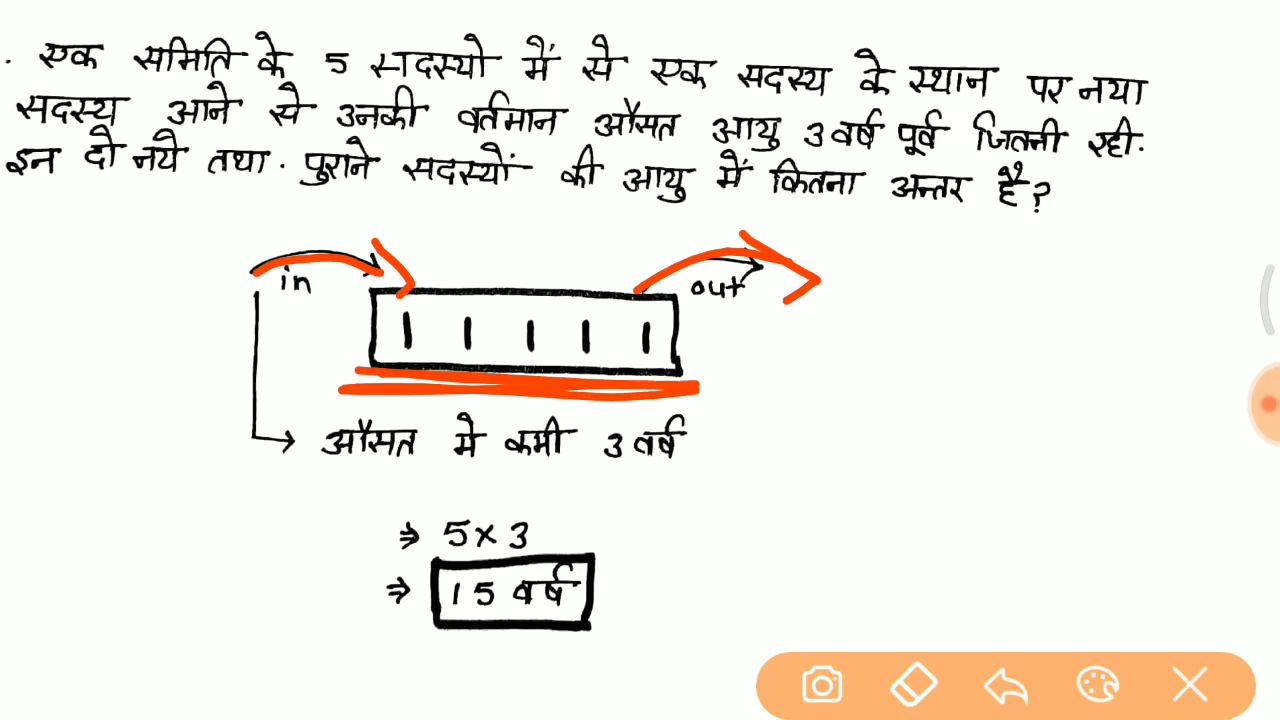 . एक समिति के 5 सदस्यो में से एक सदस्य के स्थान पर नया
सदस्य आने से उनकी वर्तमान औसत आयु 3 वर्ष पूर्व जितनी रही.
इन दो नये तथा . पुराने सदस्यों की आयु में कितना अन्तर है?
in
out
→ औसत मे कमी 3 वर्ष
⇒ 5 × 3
⇒ 15 वर्ष